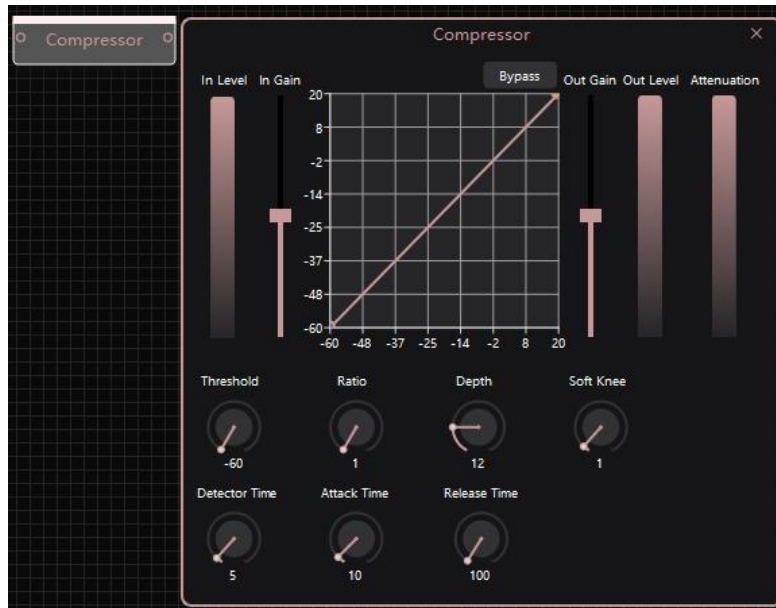 Compressor
Compressor ×
Bypass
In Level In Gain Out Gain Out Level Attenuation
20
8
-2
-14
-25
-37
-48
-60
-60 -48 -37 -25 -14 -2 8 20
Threshold Ratio Depth Soft Knee
-60 1 12 1
Detector Time Attack Time Release Time
5 10 100